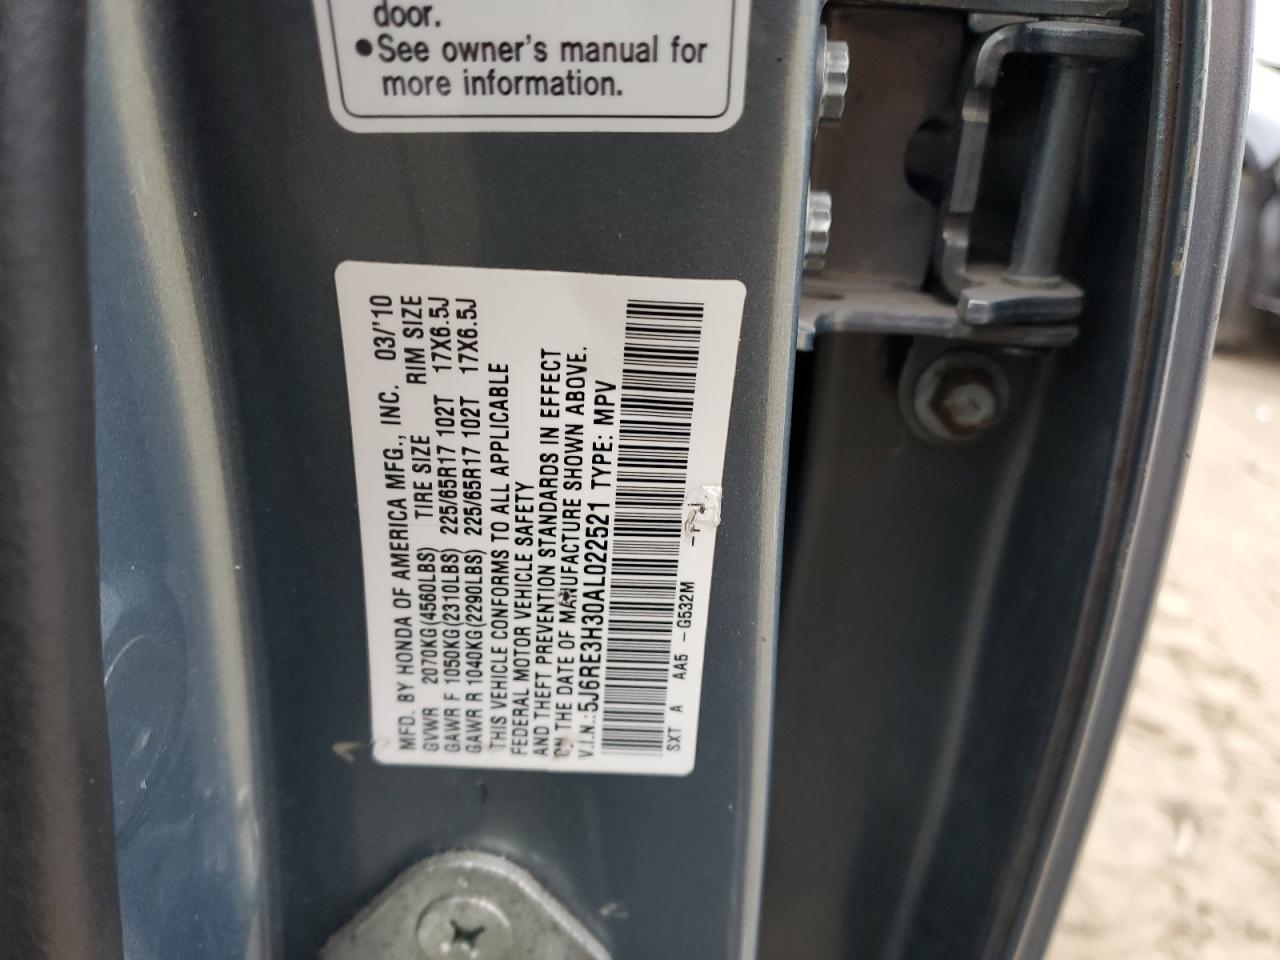 door.
●See owner's manual for
more information.
MFD. BY HONDA OF AMERICA MFG., INC. 03/'10
GVWR 2070KG(4560LBS) TIRE SIZE RIM SIZE
GAWR F 1050KG(2310LBS) 225/65R17 102T 17X6.5J
GAWR R 1040KG(2290LBS) 225/65R17 102T 17X6.5J
THIS VEHICLE CONFORMS TO ALL APPLICABLE
FEDERAL MOTOR VEHICLE SAFETY
AND THEFT PREVENTION STANDARDS IN EFFECT
ON THE DATE OF MANUFACTURE SHOWN ABOVE.
V.I.N.:5J6RE3H30AL022521 TYPE: MPV
SXT A AA5 -G532M -